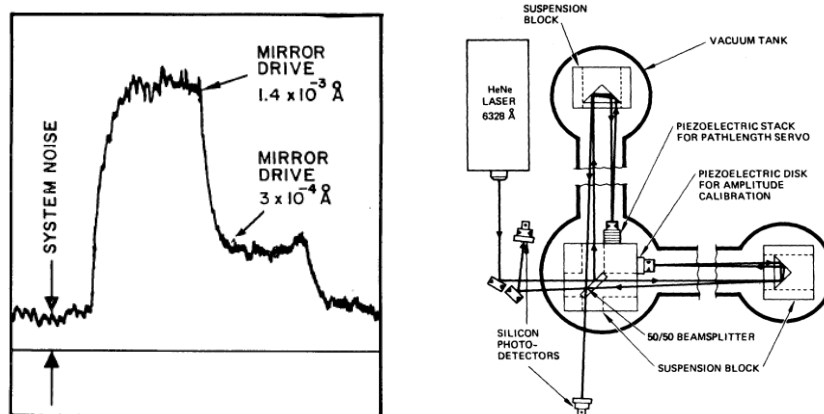 SYSTEM NOISE
MIRROR
DRIVE
1.4 x 10⁻³ Å
MIRROR
DRIVE
3 x 10⁻⁴ Å
SUSPENSION
BLOCK
VACUUM TANK
HeNe
LASER
6328 Å
PIEZOELECTRIC STACK
FOR PATHLENGTH SERVO
PIEZOELECTRIC DISK
FOR AMPLITUDE
CALIBRATION
SILICON
PHOTO-
DETECTORS
50/50 BEAMSPLITTER
SUSPENSION BLOCK